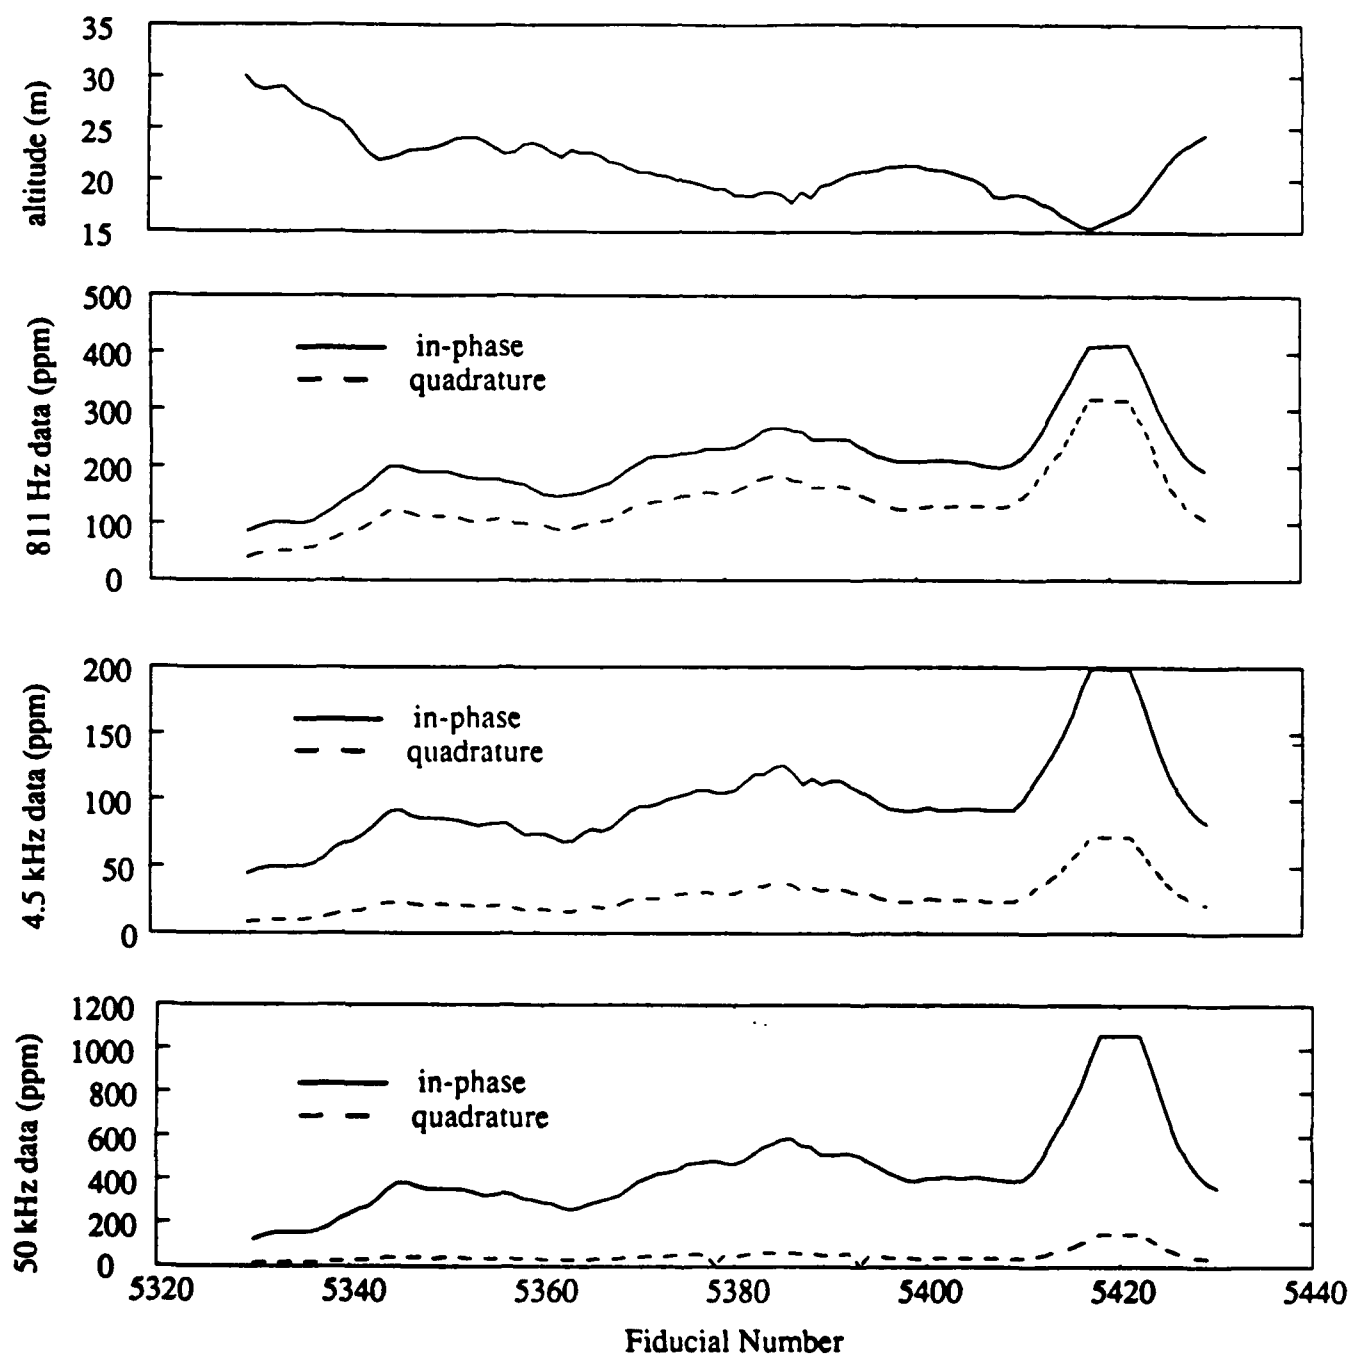 altitude (m)
35
30
25
20
15
811 Hz data (ppm)
500
400
300
200
100
0
in-phase
quadrature
4.5 kHz data (ppm)
200
150
100
50
0
in-phase
quadrature
50 kHz data (ppm)
1200
1000
800
600
400
200
0
in-phase
quadrature
5320 5340 5360 5380 5400 5420 5440
Fiducial Number